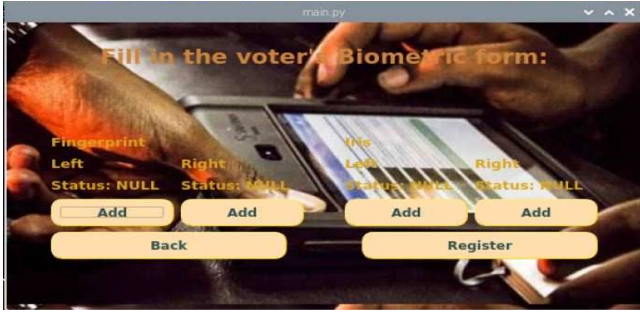 main.py
Fill in the voter's Biometric form:
Fingerprint Iris
Left Right Left Right
Status: NULL Status: NULL Status: NULL Status: NULL
Add Add Add Add
Back Register